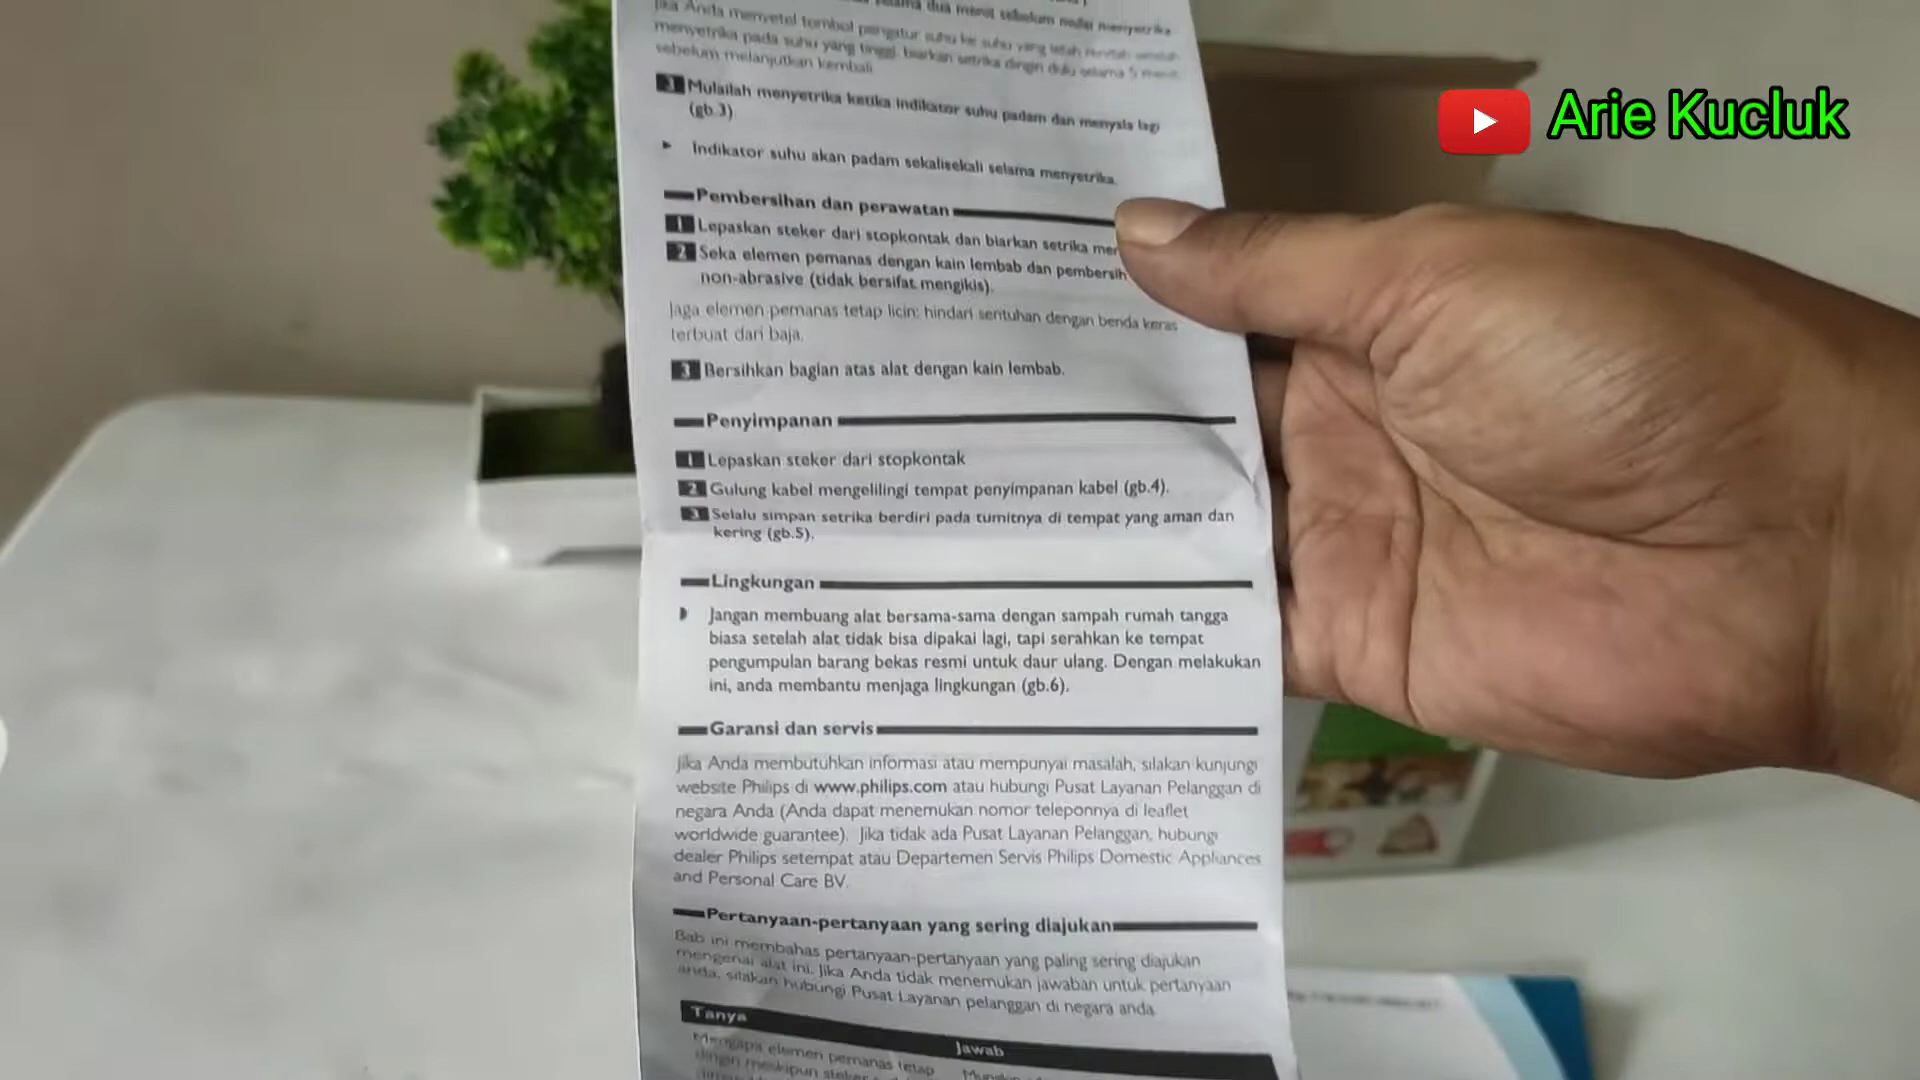 dua menit sebelum mulai menyetrika
Jika Anda menyetel tombol pengatur suhu ke suhu yang lebih rendah setelah
menyetrika pada suhu yang tinggi, biarkan setrika dingin dulu selama 5 menit
sebelum melanjutkan kembali.
3 Mulailah menyetrika ketika indikator suhu padam dan menyala lagi
(gb.3)
Indikator suhu akan padam sekalisekali selama menyetrika.
Pembersihan dan perawatan
1 Lepaskan steker dari stopkontak dan biarkan setrika
2 Seka elemen pemanas dengan kain lembab dan pembersih
non-abrasive (tidak bersifat mengikis).
Jaga elemen pemanas tetap licin: hindari sentuhan dengan benda keras
terbuat dari baja.
3 Bersihkan bagian atas alat dengan kain lembab.
Penyimpanan
1 Lepaskan steker dari stopkontak
2 Gulung kabel mengelilingi tempat penyimpanan kabel (gb.4).
3 Selalu simpan setrika berdiri pada tumitnya di tempat yang aman dan
kering (gb.5).
Lingkungan
Jangan membuang alat bersama-sama dengan sampah rumah tangga
biasa setelah alat tidak bisa dipakai lagi, tapi serahkan ke tempat
pengumpulan barang bekas resmi untuk daur ulang. Dengan melakukan
ini, anda membantu menjaga lingkungan (gb.6).
Garansi dan servis
Jika Anda membutuhkan informasi atau mempunyai masalah, silakan kunjungi
website Philips di www.philips.com atau hubungi Pusat Layanan Pelanggan di
negara Anda (Anda dapat menemukan nomor teleponnya di leaflet
worldwide guarantee). Jika tidak ada Pusat Layanan Pelanggan, hubungi
dealer Philips setempat atau Departemen Servis Philips Domestic Appliances
and Personal Care BV.
Pertanyaan-pertanyaan yang sering diajukan
Bab ini membahas pertanyaan-pertanyaan yang paling sering diajukan
mengenai alat ini. Jika Anda tidak menemukan jawaban untuk pertanyaan
anda, silakan hubungi Pusat Layanan pelanggan di negara anda.
Tanya
Jawab
Mengapa elemen pemanas tetap
dingin meskipun steker
Arie Kucluk